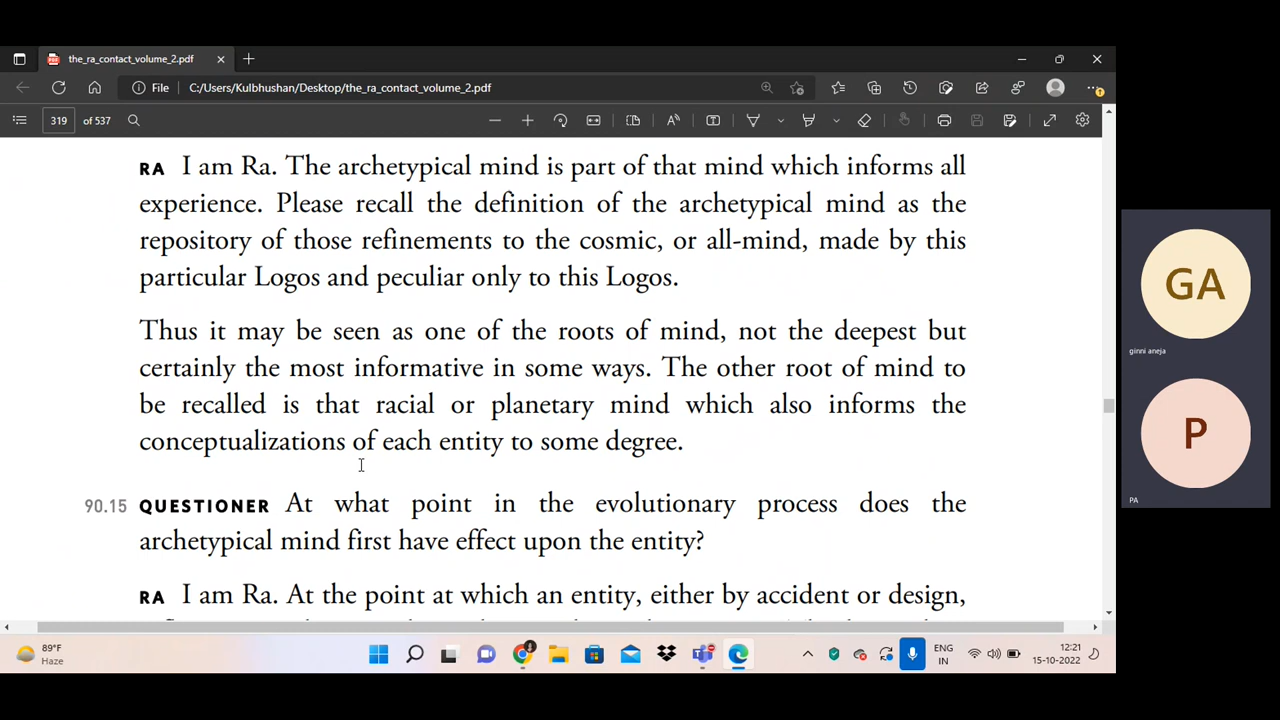 the_ra_contact_volume_2.pdf
File C:/Users/Kulbhushan/Desktop/the_ra_contact_volume_2.pdf
319 of 537
RA I am Ra. The archetypical mind is part of that mind which informs all
experience. Please recall the definition of the archetypical mind as the
repository of those refinements to the cosmic, or all-mind, made by this
particular Logos and peculiar only to this Logos.
Thus it may be seen as one of the roots of mind, not the deepest but
certainly the most informative in some ways. The other root of mind to
be recalled is that racial or planetary mind which also informs the
conceptualizations of each entity to some degree.
90.15 QUESTIONER At what point in the evolutionary process does the
archetypical mind first have effect upon the entity?
RA I am Ra. At the point at which an entity, either by accident or design,
GA
ginni aneja
P
PA
89°F
Haze
ENG
IN
12:21
15-10-2022